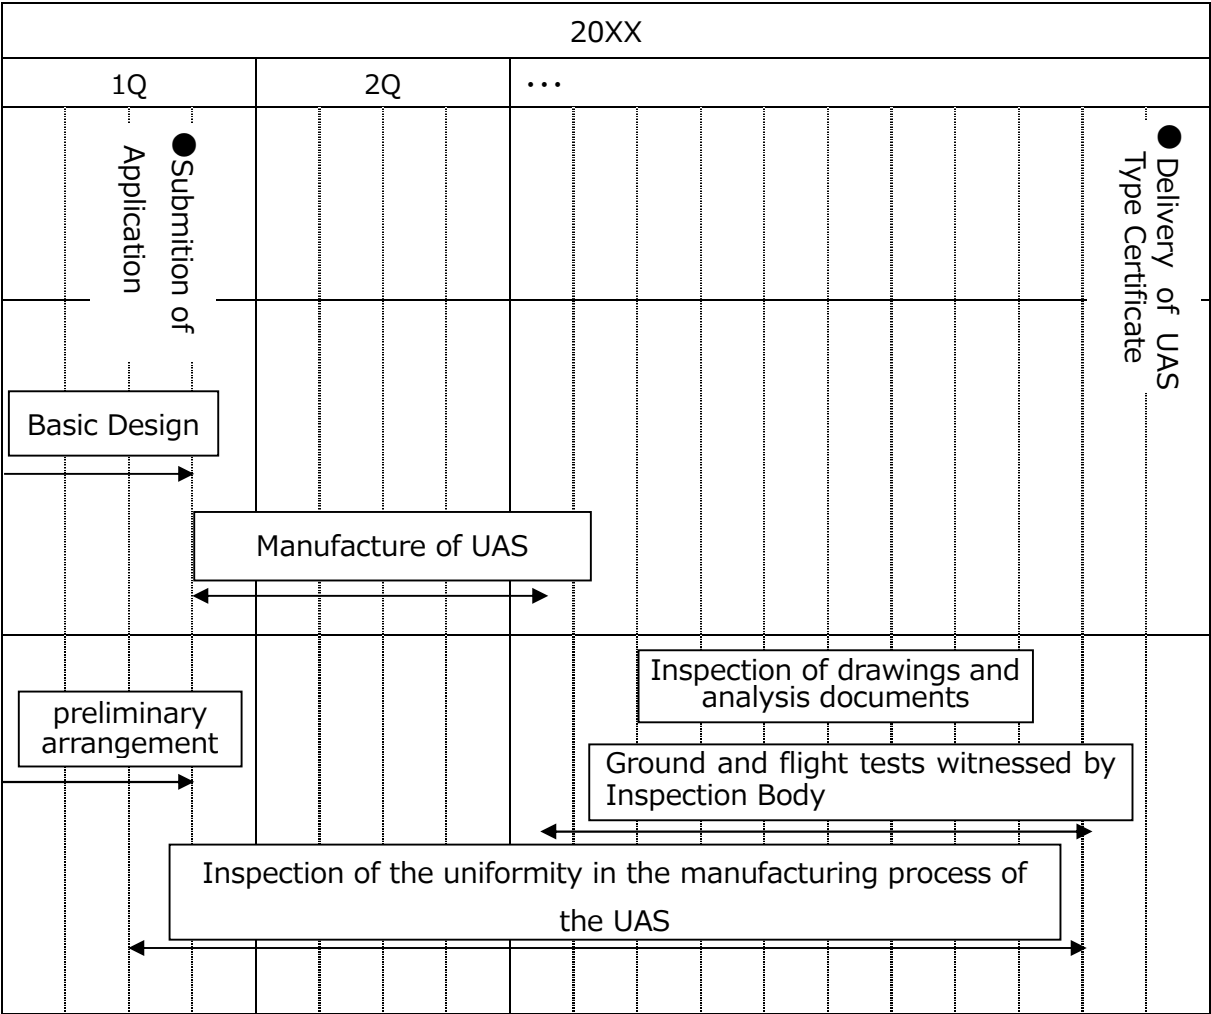 20XX
1Q
2Q
・・・
●Submition of
Application
●Delivery of UAS
Type Certificate
Basic Design
Manufacture of UAS
Inspection of drawings and
analysis documents
preliminary
arrangement
Ground and flight tests witnessed by
Inspection Body
Inspection of the uniformity in the manufacturing process of
the UAS